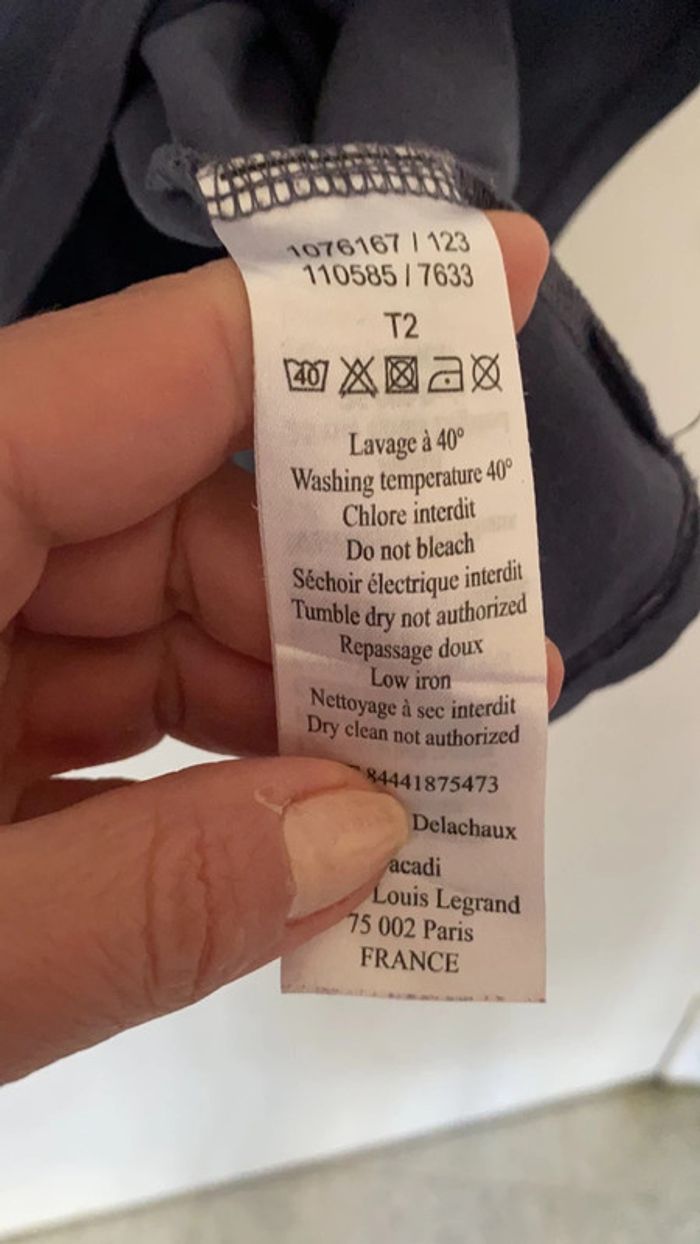 1076167 / 123
110585 / 7633
T2
40
Lavage à 40°
Washing temperature 40°
Chlore interdit
Do not bleach
Séchoir électrique interdit
Tumble dry not authorized
Repassage doux
Low iron
Nettoyage à sec interdit
Dry clean not authorized
84441875473
Delachaux
acadi
Louis Legrand
75 002 Paris
FRANCE